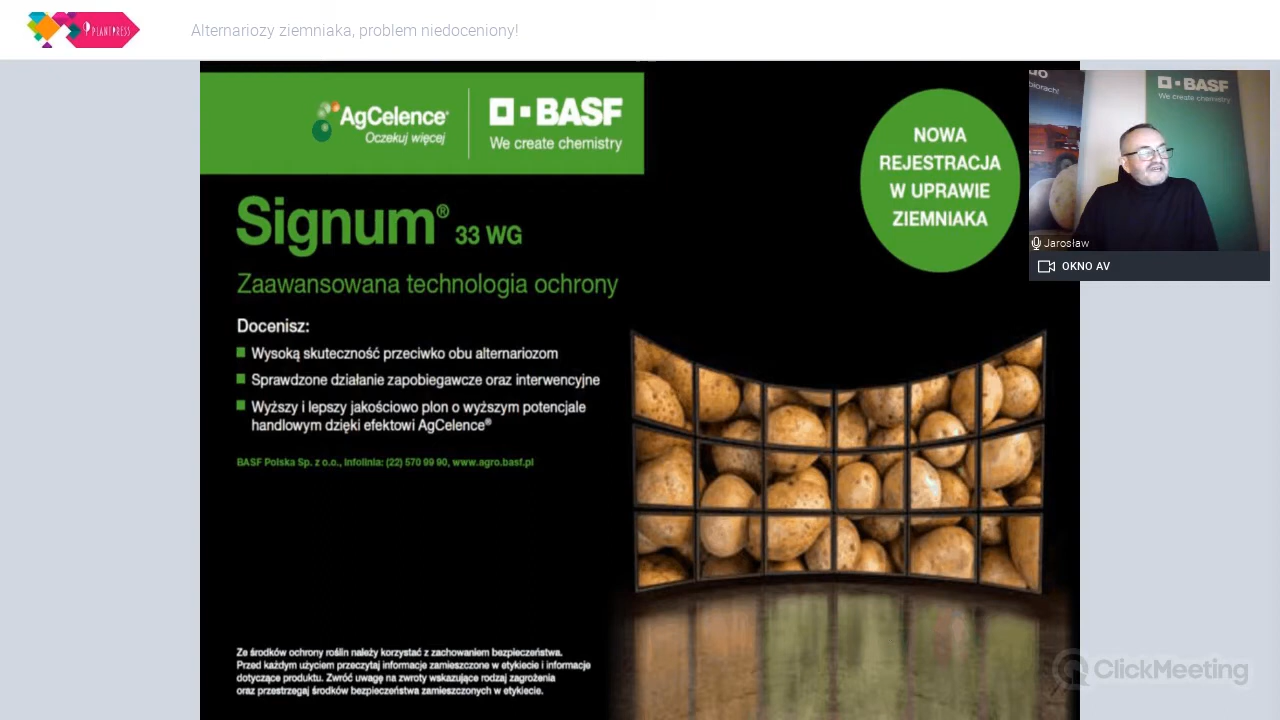 PLANTPRESS
Alternariozy ziemniaka, problem niedoceniony!
AgCelence®
Oczekuj więcej
BASF
We create chemistry
NOWA
REJESTRACJA
W UPRAWIE
ZIEMNIAKA
BASF
We create chemistry
Jarosław
OKNO AV
Signum® 33 WG
Zaawansowana technologia ochrony
Docenisz:
Wysoką skuteczność przeciwko obu alternariozom
Sprawdzone działanie zapobiegawcze oraz interwencyjne
Wyższy i lepszy jakościowo plon o wyższym potencjale
handlowym dzięki efektowi AgCelence®
BASF Polska Sp. z o.o., infolinia: (22) 570 99 90, www.agro.basf.pl
Ze środków ochrony roślin należy korzystać z zachowaniem bezpieczeństwa.
Przed każdym użyciem przeczytaj informacje zamieszczone w etykiecie i informacje
dotyczące produktu. Zwróć uwagę na zwroty wskazujące rodzaj zagrożenia
oraz przestrzegaj środków bezpieczeństwa zamieszczonych w etykiecie.
ClickMeeting